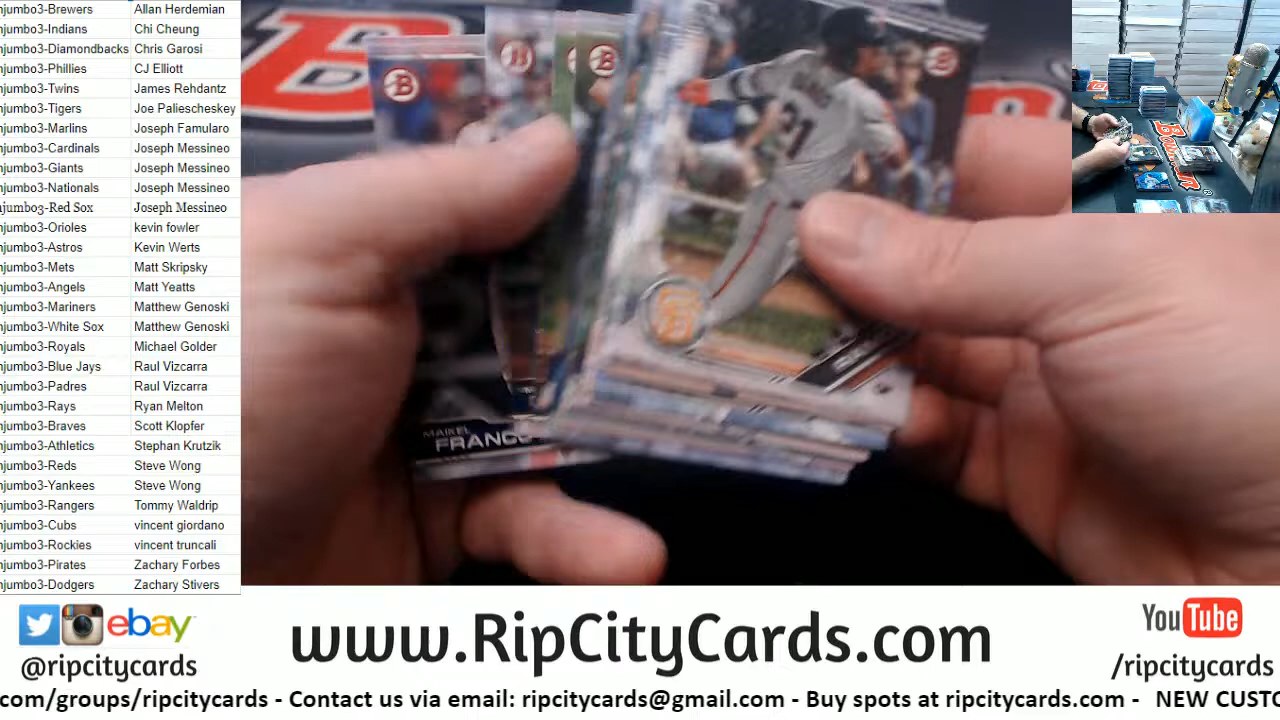 njumbo3-Brewers Allan Herdemian
njumbo3-Indians Chi Cheung
njumbo3-Diamondbacks Chris Garosi
njumbo3-Phillies CJ Elliott
njumbo3-Twins James Rehdantz
njumbo3-Tigers Joe Paliescheskey
njumbo3-Marlins Joseph Famularo
njumbo3-Cardinals Joseph Messineo
njumbo3-Giants Joseph Messineo
njumbo3-Nationals Joseph Messineo
njumbo3-Red Sox Joseph Messineo
njumbo3-Orioles kevin fowler
njumbo3-Astros Kevin Werts
njumbo3-Mets Matt Skripsky
njumbo3-Angels Matt Yeatts
njumbo3-Mariners Matthew Genoski
njumbo3-White Sox Matthew Genoski
njumbo3-Royals Michael Golder
njumbo3-Blue Jays Raul Vizcarra
njumbo3-Padres Raul Vizcarra
njumbo3-Rays Ryan Melton
njumbo3-Braves Scott Klopfer
njumbo3-Athletics Stephan Krutzik
njumbo3-Reds Steve Wong
njumbo3-Yankees Steve Wong
njumbo3-Rangers Tommy Waldrip
njumbo3-Cubs vincent giordano
njumbo3-Rockies vincent truncali
njumbo3-Pirates Zachary Forbes
njumbo3-Dodgers Zachary Stivers
B
B
B
B
21
SF
MAIKEL
FRANCO
ebay
@ripcitycards
www.RipCityCards.com
YouTube
/ripcitycards
com/groups/ripcitycards - Contact us via email: ripcitycards@gmail.com - Buy spots at ripcitycards.com - NEW CUSTO